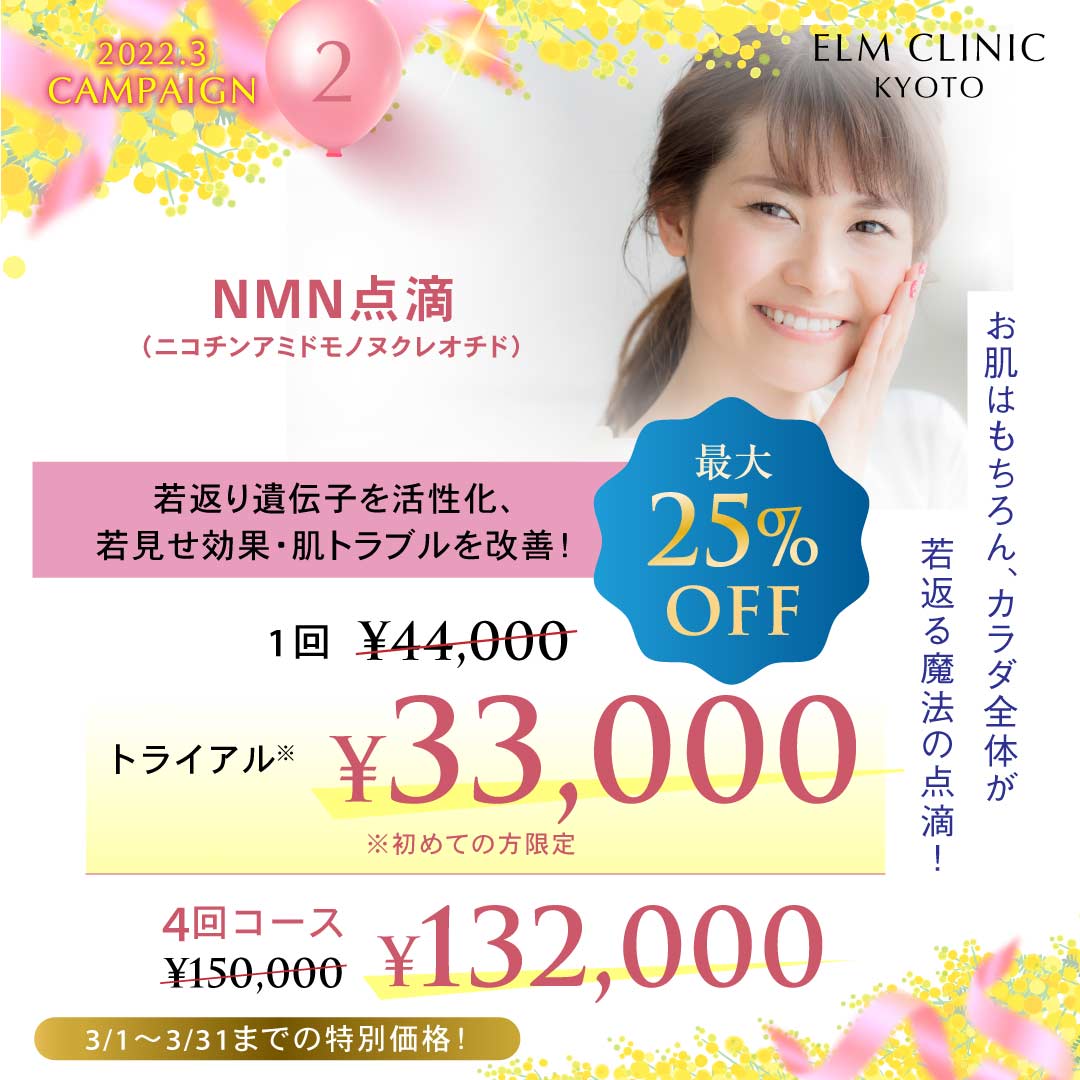 2022.3
CAMPAIGN
2
ELM CLINIC
KYOTO
NMN点滴
(ニコチンアミドモノヌクレオチド)
お肌はもちろん、カラダ全体が
若返る魔法の点滴!
若返り遺伝子を活性化、
若見せ効果・肌トラブルを改善!
最大
25%
OFF
1回 ¥44,000
トライアル※ ¥33,000
※初めての方限定
4回コース
¥150,000 ¥132,000
3/1〜3/31までの特別価格!